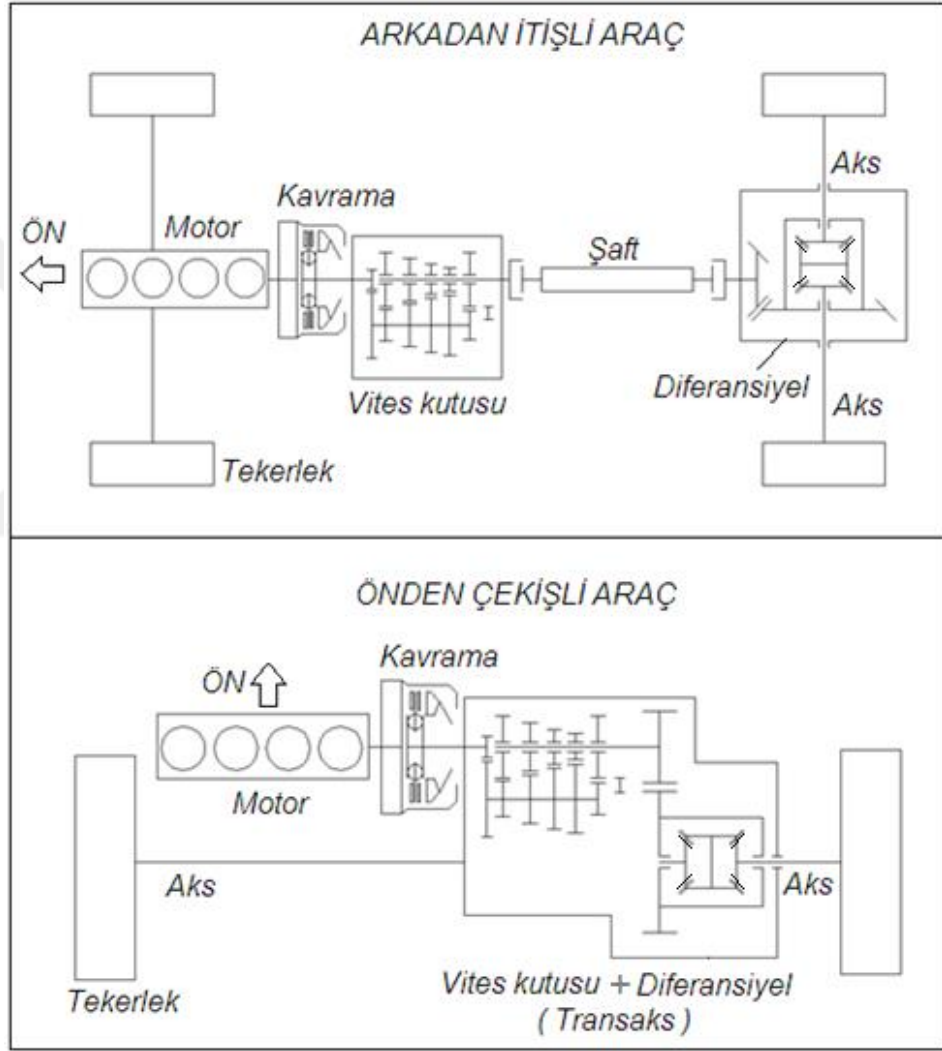 ARKADAN İTİŞLİ ARAÇ
Aks
Kavrama
ÖN
Motor
Şaft
Vites kutusu
Diferansiyel
Aks
Tekerlek
ÖNDEN ÇEKİŞLİ ARAÇ
Kavrama
ÖN
Motor
Aks
Aks
Tekerlek
Vites kutusu + Diferansiyel
( Transaks )